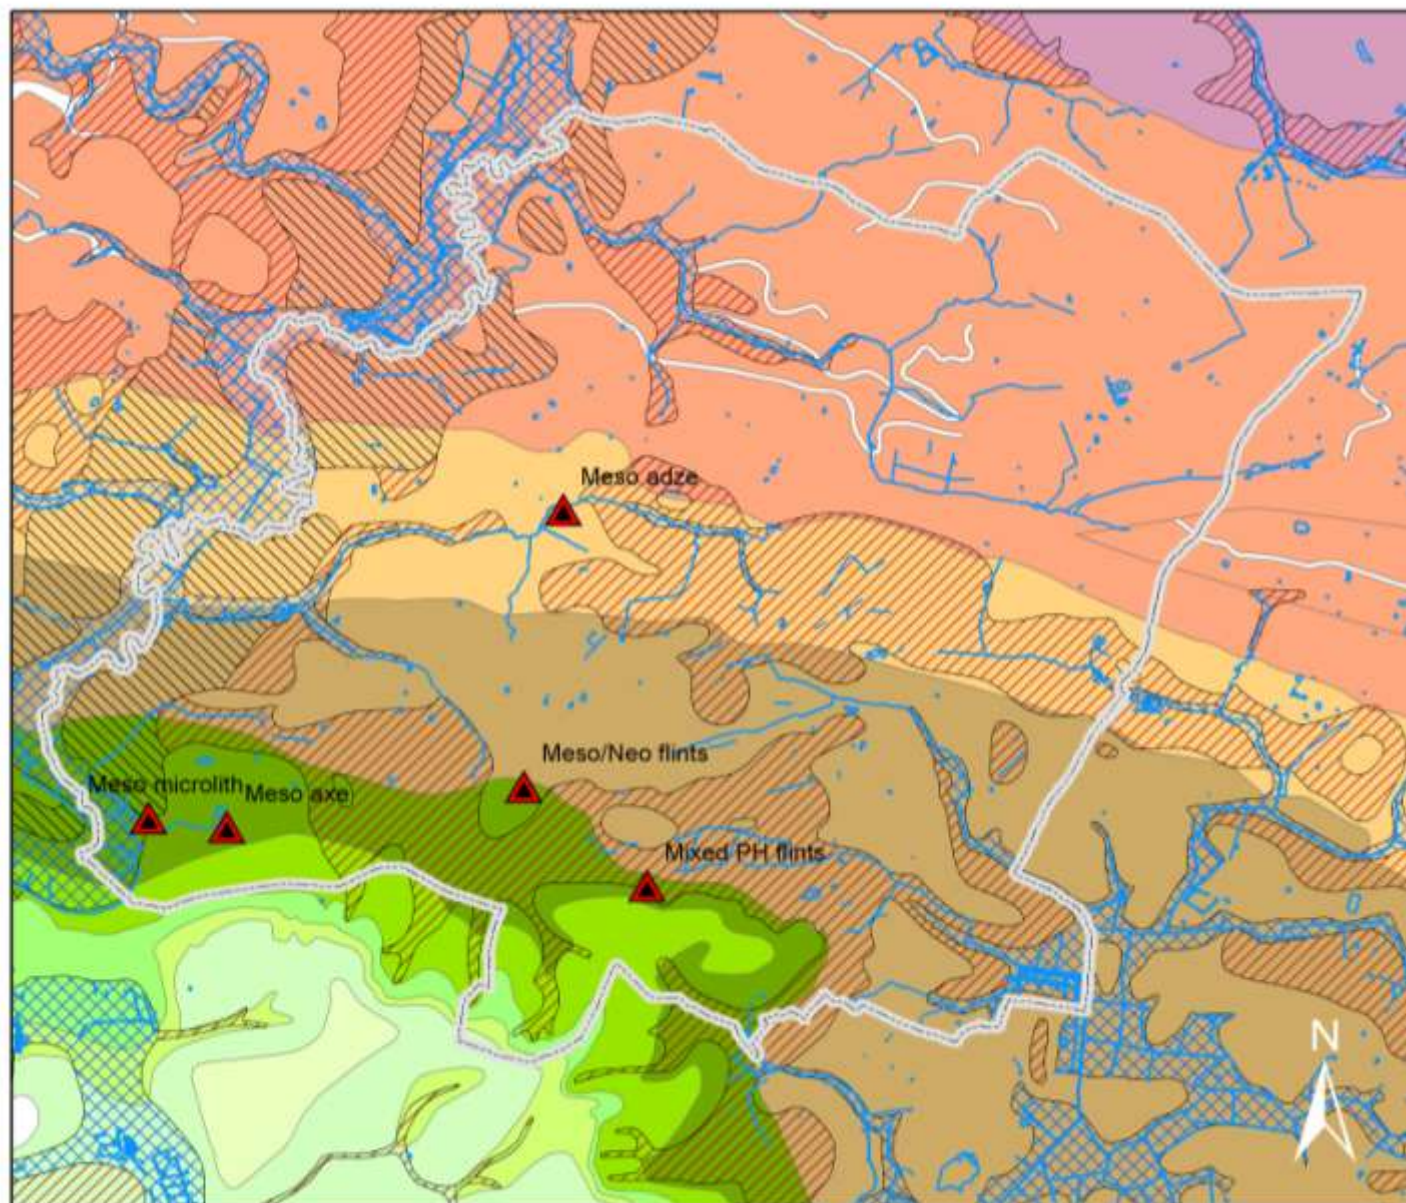 Meso adze
Meso/Neo flints
Meso microlith
Meso axe
Mixed PH flints
N